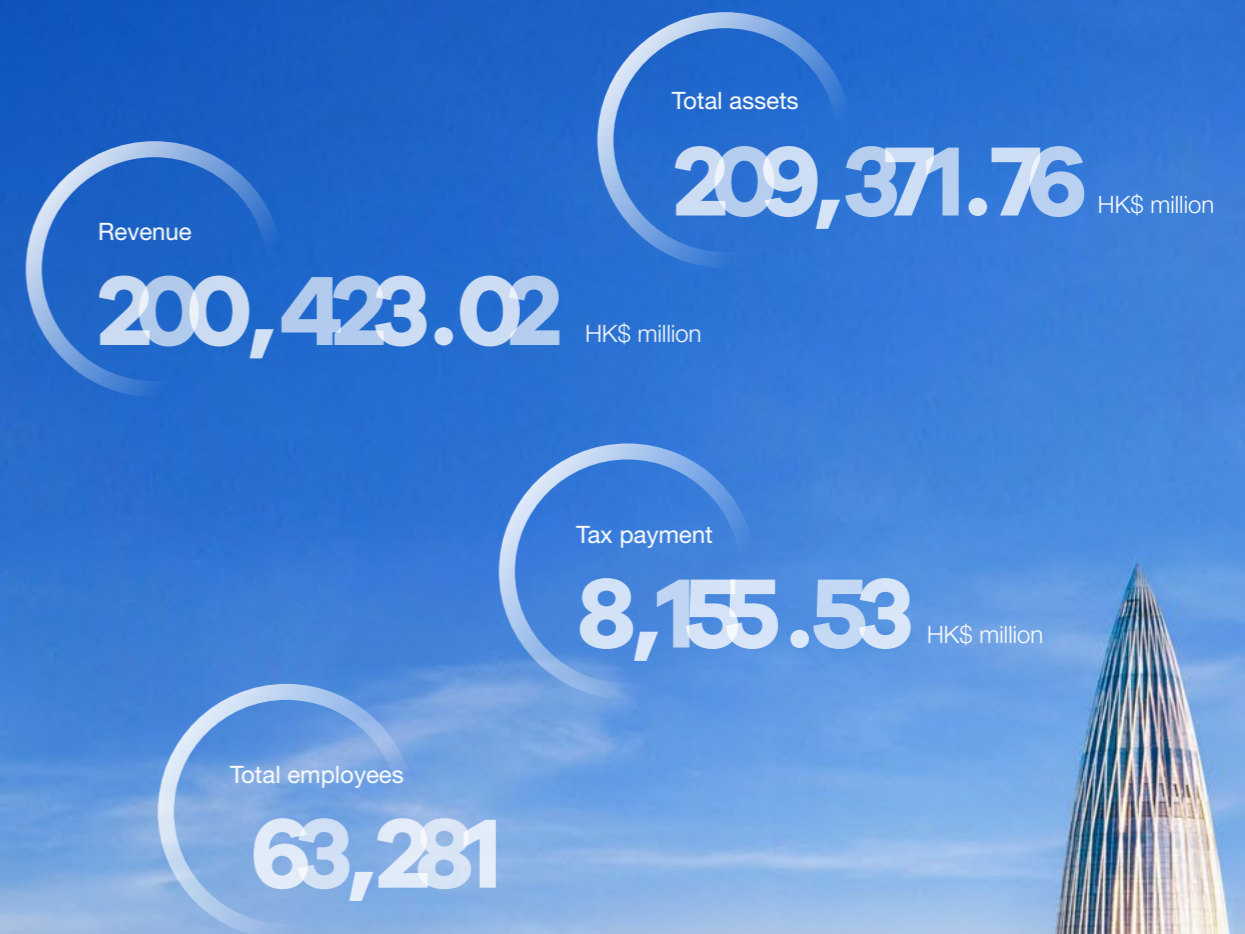 Total assets
209,371.76 HK$ million
Revenue
200,423.02 HK$ million
Tax payment
8,155.53 HK$ million
Total employees
63,281